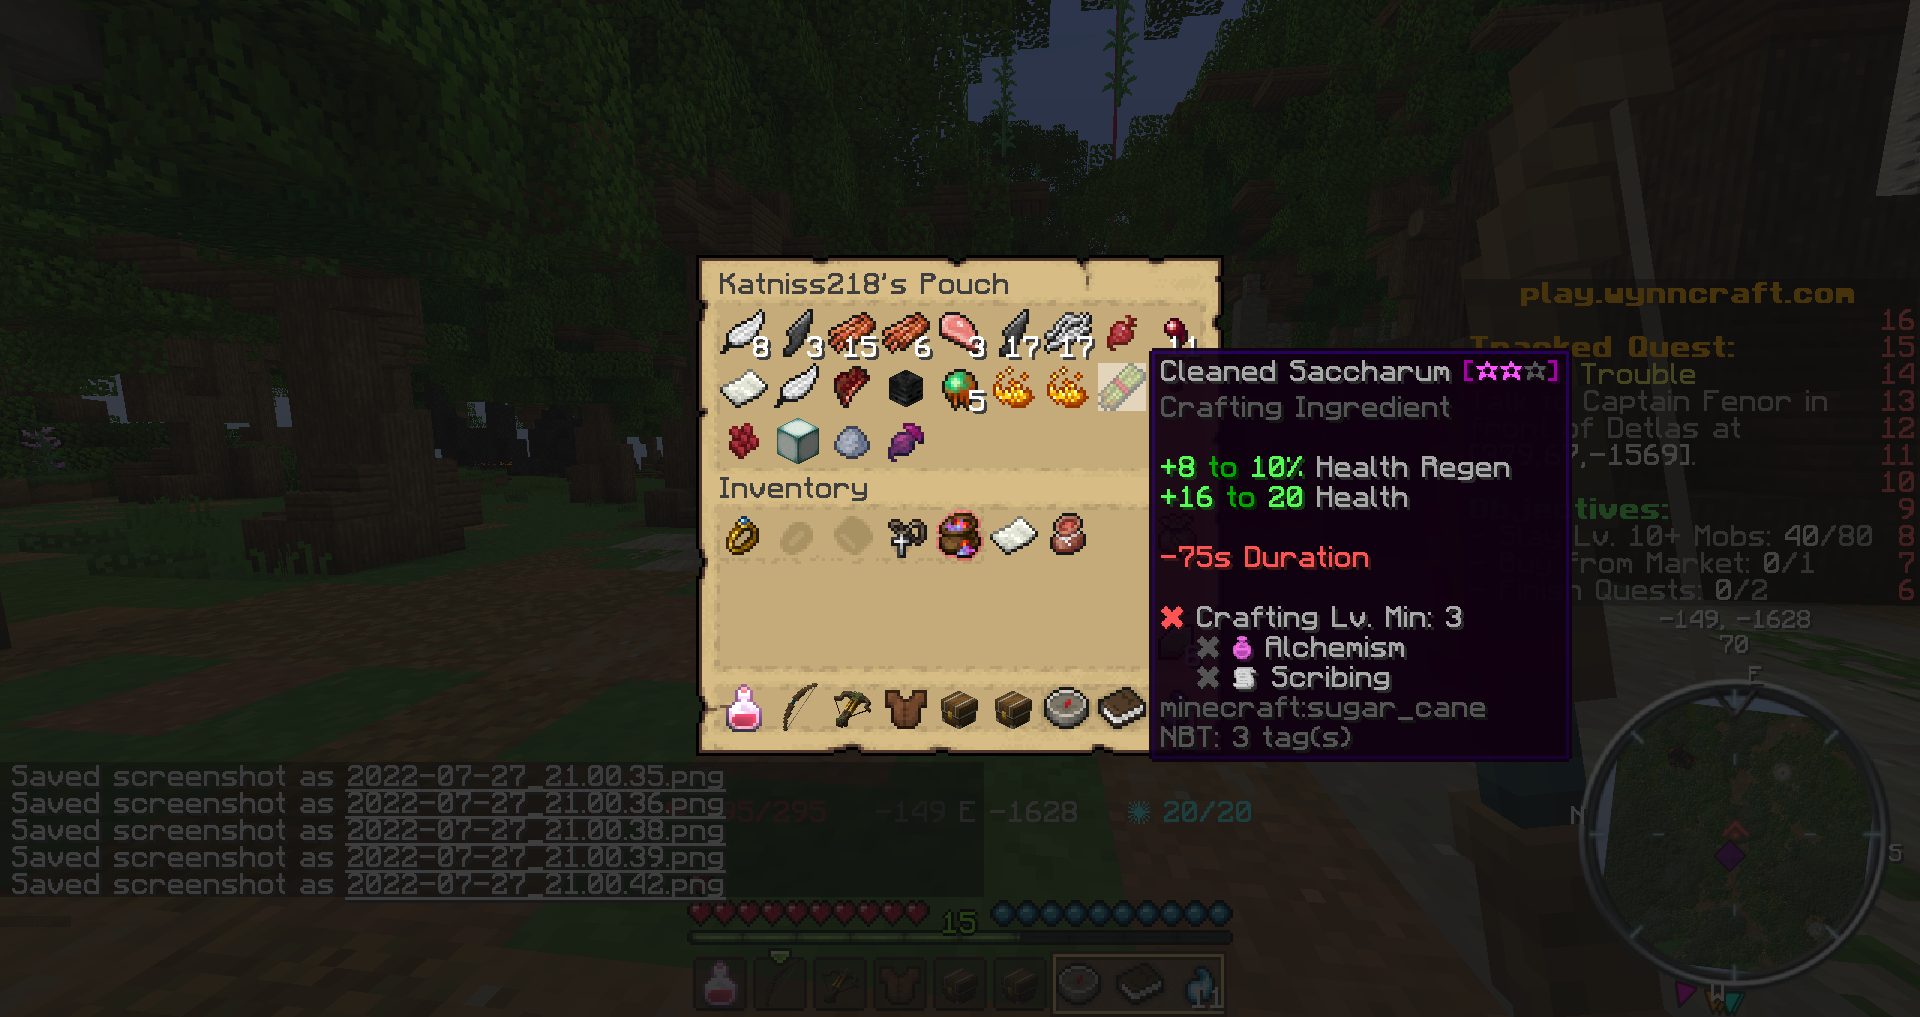 Katniss218's Pouch
8 3 15 6 3 17 17 11
5
Inventory
Cleaned Saccharum [☆☆☆]
Crafting Ingredient
+8 to 10% Health Regen
+16 to 20 Health
-75s Duration
✖ Crafting Lv. Min: 3
✖ Alchemism
✖ Scribing
minecraft:sugar_cane
NBT: 3 tag(s)
play.wynncraft.com
Tracked Quest:
Trouble
Captain Fenor in
of Detlas at
,-1569].
tives:
Lv. 10+ Mobs: 40/80
from Market: 0/1
Quests: 0/2
16
15
14
13
12
11
10
9
8
7
6
-149, -1628
70
E
N
S
W
Saved screenshot as 2022-07-27_21.00.35.png
Saved screenshot as 2022-07-27_21.00.36.png
Saved screenshot as 2022-07-27_21.00.38.png
Saved screenshot as 2022-07-27_21.00.39.png
Saved screenshot as 2022-07-27_21.00.42.png
95/295 -149 E -1628 20/20
15
11